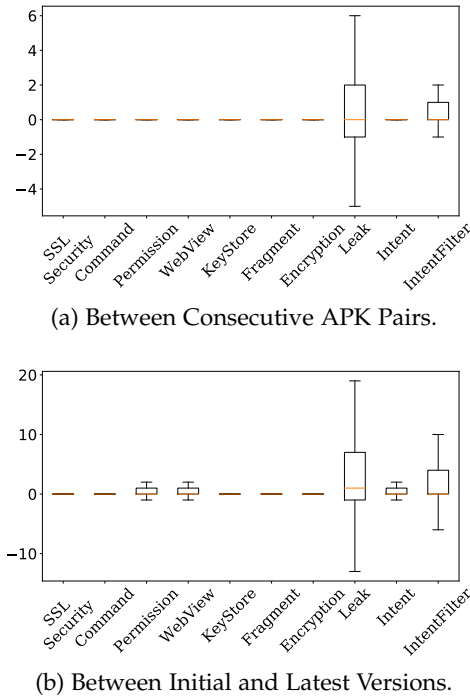 6
4
2
0
−2
−4
SSL
Security
Command
Permission
WebView
KeyStore
Fragment
Encryption
Leak
Intent
IntentFilter
(a) Between Consecutive APK Pairs.
20
10
0
−10
SSL
Security
Command
Permission
WebView
KeyStore
Fragment
Encryption
Leak
Intent
IntentFilter
(b) Between Initial and Latest Versions.